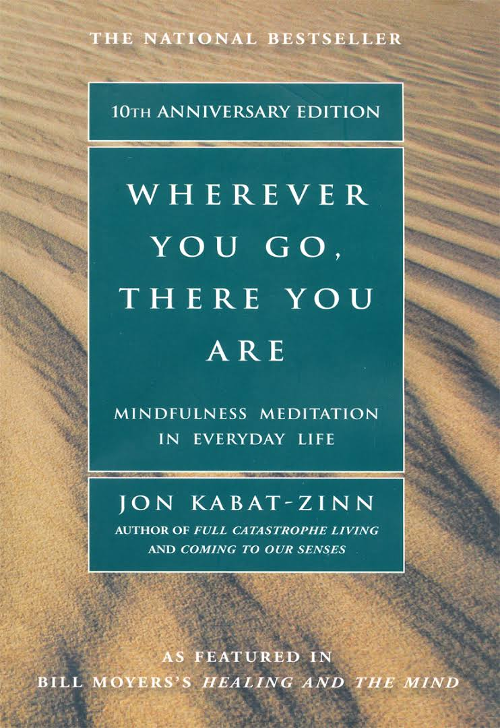 THE NATIONAL BESTSELLER
10TH ANNIVERSARY EDITION
WHEREVER
YOU GO,
THERE YOU
ARE
MINDFULNESS MEDITATION
IN EVERYDAY LIFE
JON KABAT-ZINN
AUTHOR OF FULL CATASTROPHE LIVING
AND COMING TO OUR SENSES
AS FEATURED IN
BILL MOYERS'S HEALING AND THE MIND